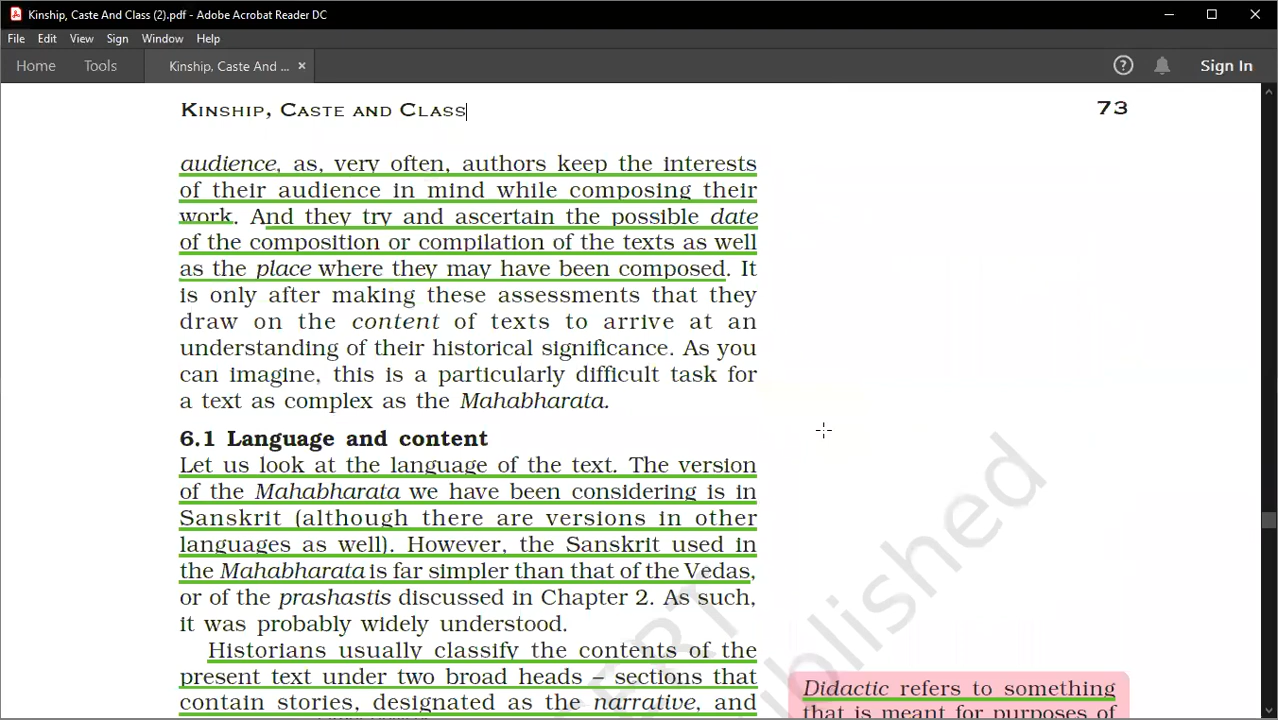 Kinship, Caste And Class (2).pdf - Adobe Acrobat Reader DC
File Edit View Sign Window Help
Home Tools Kinship, Caste And ... × Sign In
KINSHIP, CASTE AND CLASS 73
audience, as, very often, authors keep the interests
of their audience in mind while composing their
work. And they try and ascertain the possible date
of the composition or compilation of the texts as well
as the place where they may have been composed. It
is only after making these assessments that they
draw on the content of texts to arrive at an
understanding of their historical significance. As you
can imagine, this is a particularly difficult task for
a text as complex as the Mahabharata.
6.1 Language and content
Let us look at the language of the text. The version
of the Mahabharata we have been considering is in
Sanskrit (although there are versions in other
languages as well). However, the Sanskrit used in
the Mahabharata is far simpler than that of the Vedas,
or of the prashastis discussed in Chapter 2. As such,
it was probably widely understood.
Historians usually classify the contents of the
present text under two broad heads – sections that
contain stories, designated as the narrative, and
Didactic refers to something
that is meant for purposes of
blished